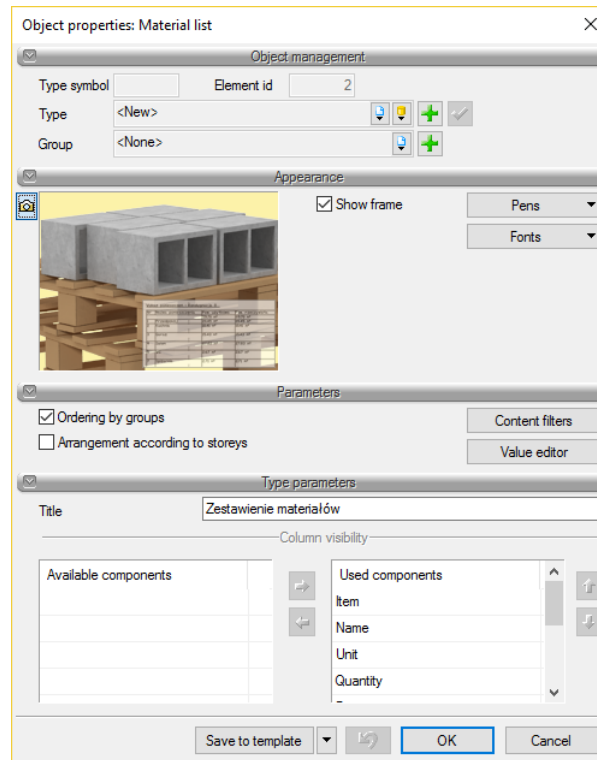 Object properties: Material list
Object management
Type symbol Element id 2
Type <New>
Group <None>
Appearance
Show frame Pens
Fonts
Parameters
Ordering by groups Content filters
Arrangement according to storeys Value editor
Type parameters
Title Zestawienie materiałów
Column visibility
Available components Used components
Item
Name
Unit
Quantity
Save to template OK Cancel